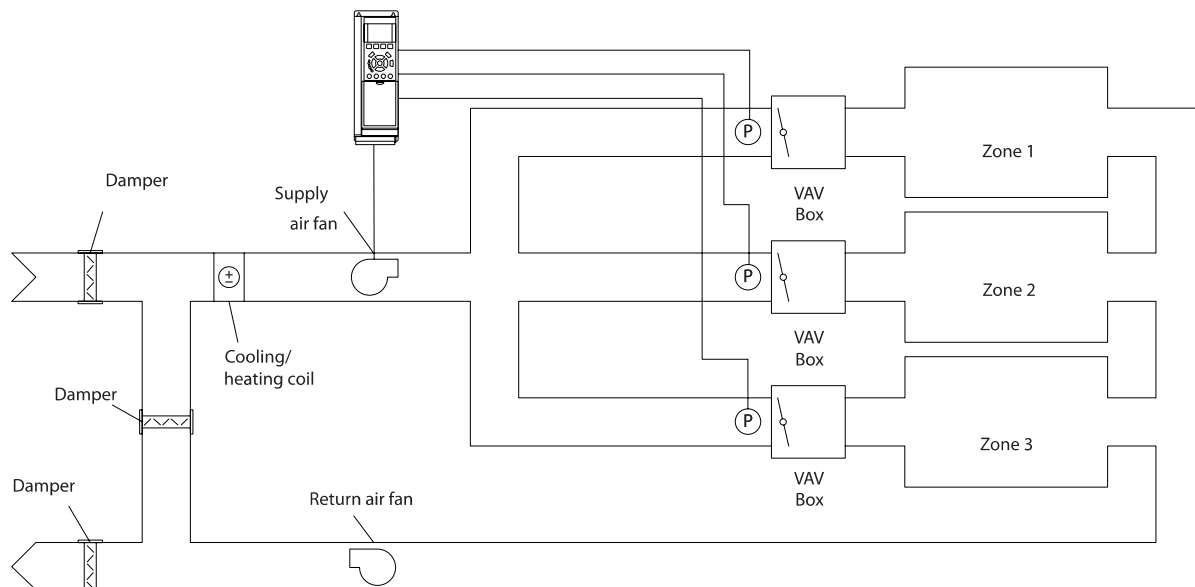 Damper
Supply
air fan
P
Zone 1
VAV
Box
±
P
Zone 2
Cooling/
heating coil
VAV
Box
Damper
P
Zone 3
VAV
Box
Damper
Return air fan